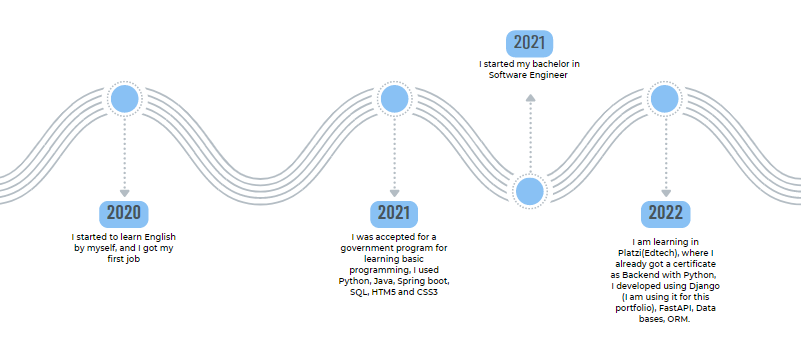 2021
I started my bachelor in
Software Engineer
2020
I started to learn English
by myself, and I got my
first job
2021
I was accepted for a
government program for
learning basic
programming, I used
Python, Java, Spring boot,
SQL, HTM5 and CSS3
2022
I am learning in
Platzi(Edtech), where I
already got a certificate
as Backend with Python,
I developed using Django
(I am using it for this
portfolio), FastAPI, Data
bases, ORM.